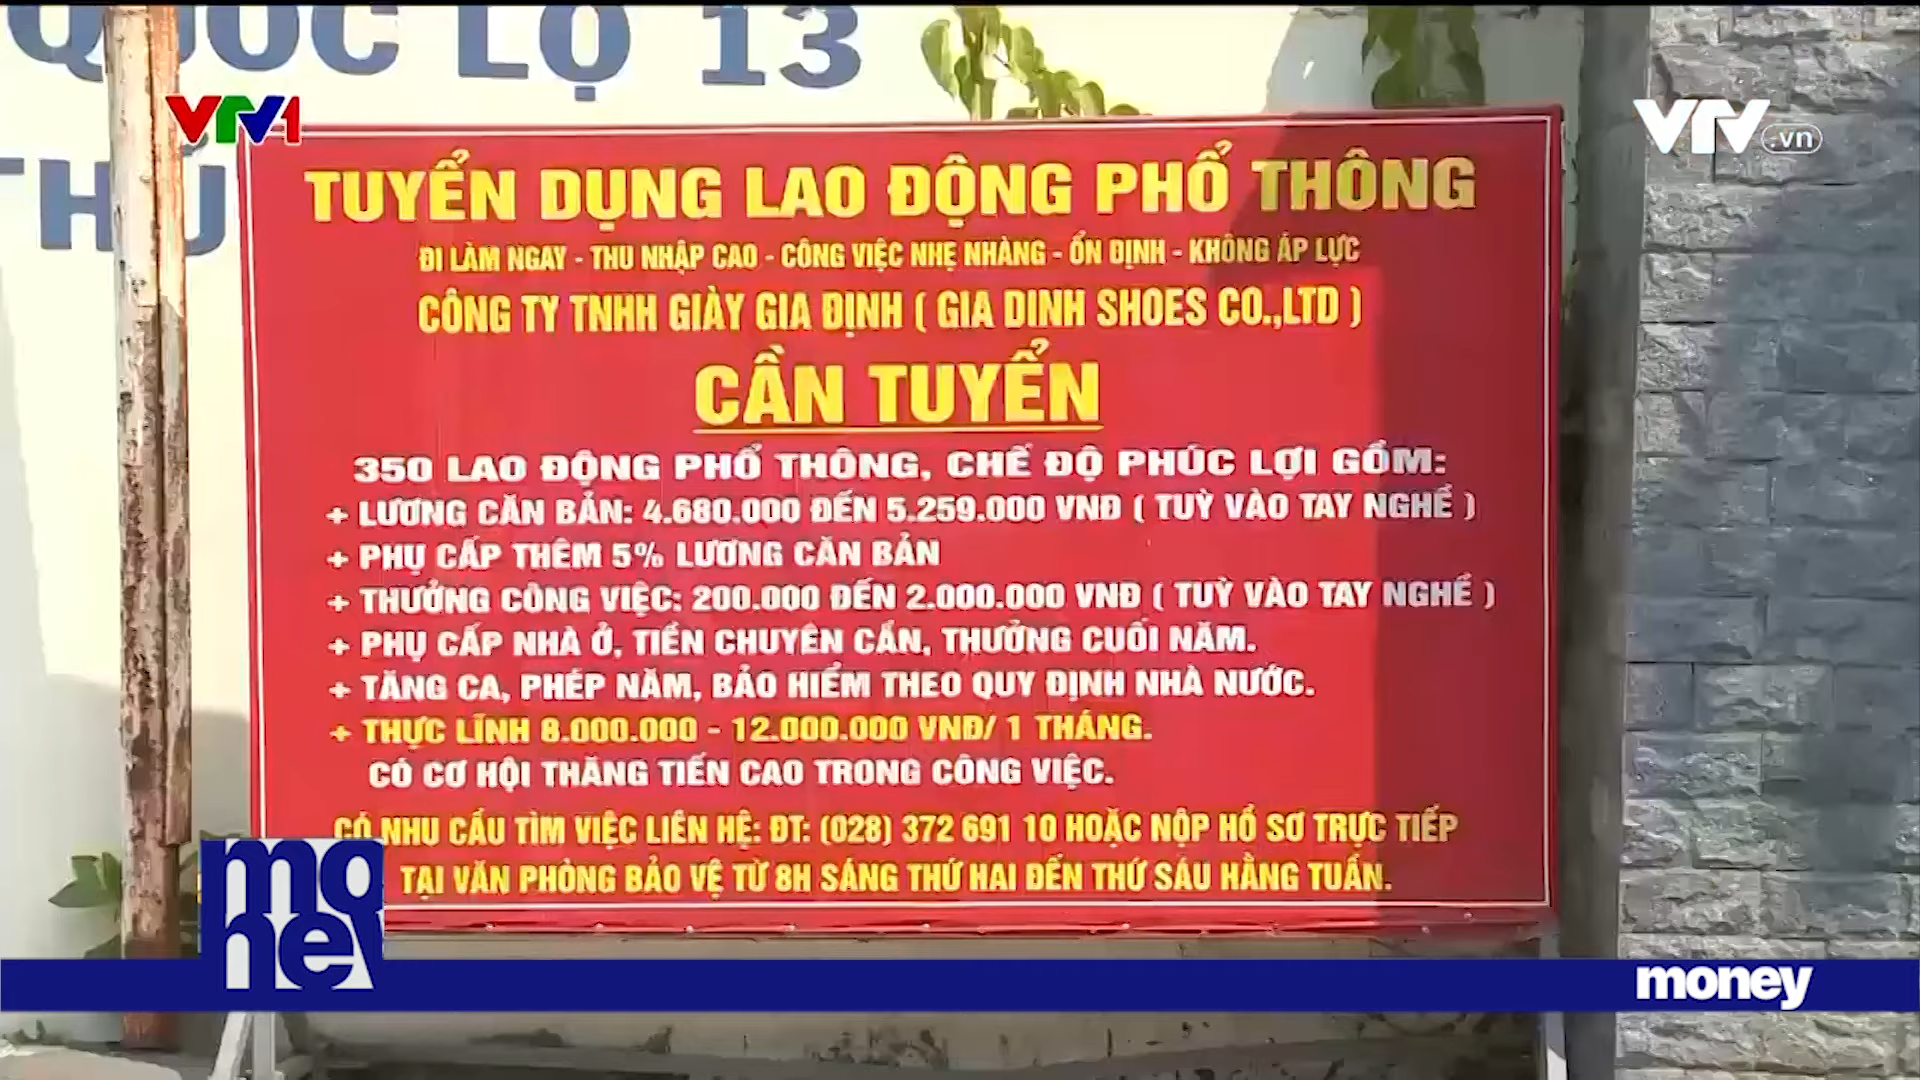 QUỐC LỘ 13
VTV1
VTV.vn
THỦ
TUYỂN DỤNG LAO ĐỘNG PHỔ THÔNG
ĐI LÀM NGAY - THU NHẬP CAO - CÔNG VIỆC NHẸ NHÀNG - ỔN ĐỊNH - KHÔNG ÁP LỰC
CÔNG TY TNHH GIÀY GIA ĐỊNH ( GIA DINH SHOES CO.,LTD )
CẦN TUYỂN
350 LAO ĐỘNG PHỔ THÔNG, CHẾ ĐỘ PHÚC LỢI GỒM:
+ LƯƠNG CĂN BẢN: 4.680.000 ĐẾN 5.259.000 VNĐ ( TUỲ VÀO TAY NGHỀ )
+ PHỤ CẤP THÊM 5% LƯƠNG CĂN BẢN
+ THƯỞNG CÔNG VIỆC: 200.000 ĐẾN 2.000.000 VNĐ ( TUỲ VÀO TAY NGHỀ )
+ PHỤ CẤP NHÀ Ở, TIỀN CHUYÊN CẦN, THƯỞNG CUỐI NĂM.
+ TĂNG CA, PHÉP NĂM, BẢO HIỂM THEO QUY ĐỊNH NHÀ NƯỚC.
+ THỰC LĨNH 8.000.000 - 12.000.000 VNĐ/ 1 THÁNG.
CÓ CƠ HỘI THĂNG TIẾN CAO TRONG CÔNG VIỆC.
CÓ NHU CẦU TÌM VIỆC LIÊN HỆ: ĐT: (028) 372 691 10 HOẶC NỘP HỒ SƠ TRỰC TIẾP
TẠI VĂN PHÒNG BẢO VỆ TỪ 8H SÁNG THỨ HAI ĐẾN THỨ SÁU HẰNG TUẦN.
money
money